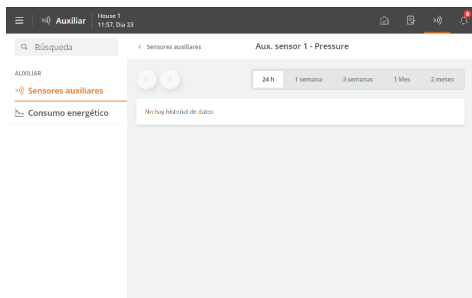 Auxiliar
House 1
11:57, Día 23
8
Búsqueda
AUXILIAR
Sensores auxiliares
Consumo energético
‹ Sensores auxiliares
Aux. sensor 1 - Pressure
24 h
1 semana
3 semanas
1 Mes
2 meses
No hay historial de datos